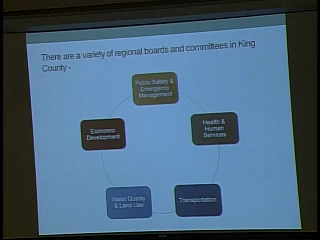 There are a variety of regional boards and committees in King
County -
Public Safety &
Emergency
Management
Health &
Human
Services
Transportation
Water Quality
& Land Use
Economic
Development